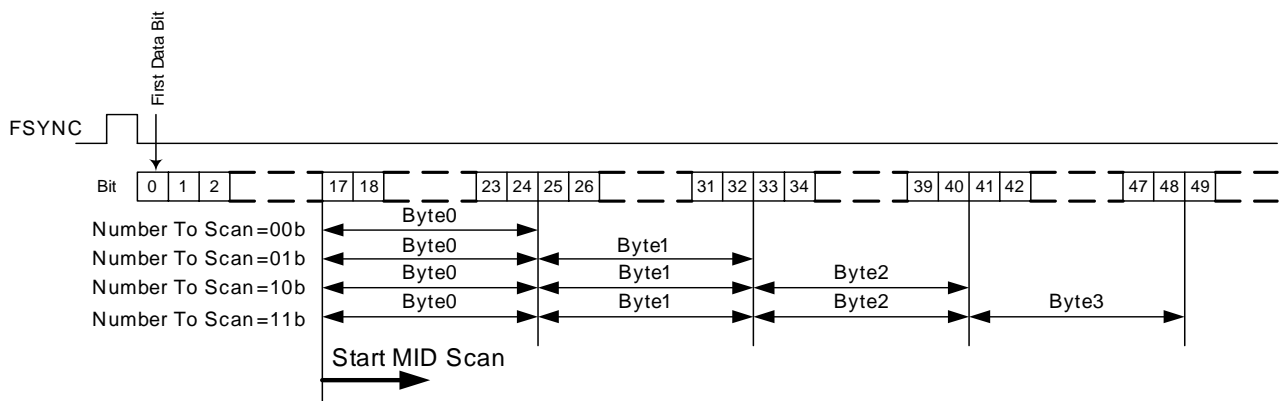 First Data Bit
FSYNC
Bit 0 1 2 17 18 23 24 25 26 31 32 33 34 39 40 41 42 47 48 49
Number To Scan=00b Byte0
Number To Scan=01b Byte0 Byte1
Number To Scan=10b Byte0 Byte1 Byte2
Number To Scan=11b Byte0 Byte1 Byte2 Byte3
Start MID Scan